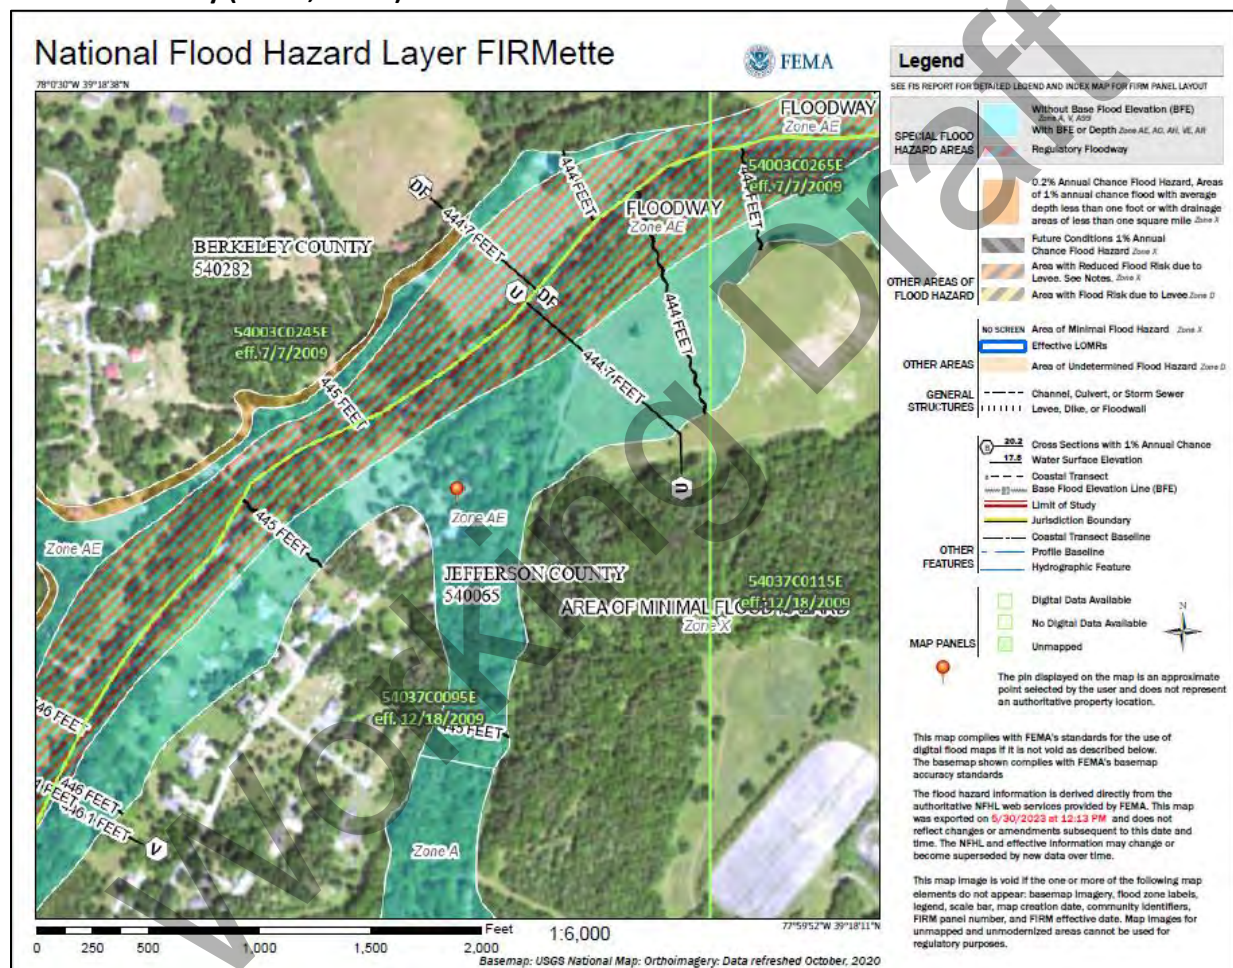 National Flood Hazard Layer FIRMette
FEMA
78°0'30"W 39°18'38"N
FLOODWAY
Zone AE
54003C0265E
eff. 7/7/2009
444 FEET
444 FEET
DF
444.7 FEET
FLOODWAY
Zone AE
BERKELEY COUNTY
540282
U
DF
54003C0245E
eff. 7/7/2009
444 FEET
444.7 FEET
445 FEET
U
Zone AE
445 FEET
Zone AE
JEFFERSON COUNTY
540065
54037C0115E
eff. 12/18/2009
AREA OF MINIMAL FLOOD HAZARD
Zone X
54037C0095E
eff. 12/18/2009
445 FEET
46 FEET
446 FEET
FEET
446.1 FEET
V
Zone A
0 250 500 1,000 1,500 2,000
Feet
1:6,000
77°59'52"W 39°18'11"N
Basemap: USGS National Map: Orthoimagery: Data refreshed October, 2020
Legend
SEE FIS REPORT FOR DETAILED LEGEND AND INDEX MAP FOR FIRM PANEL LAYOUT
SPECIAL FLOOD
HAZARD AREAS
Without Base Flood Elevation (BFE)
Zone A, V, A99
With BFE or Depth Zone AE, AO, AH, VE, AR
Regulatory Floodway
0.2% Annual Chance Flood Hazard, Areas
of 1% annual chance flood with average
depth less than one foot or with drainage
areas of less than one square mile Zone X
Future Conditions 1% Annual
Chance Flood Hazard Zone X
OTHER AREAS OF
FLOOD HAZARD
Area with Reduced Flood Risk due to
Levee. See Notes. Zone X
Area with Flood Risk due to Levee Zone D
NO SCREEN Area of Minimal Flood Hazard Zone X
Effective LOMRs
OTHER AREAS
Area of Undetermined Flood Hazard Zone D
GENERAL
STRUCTURES
Channel, Culvert, or Storm Sewer
Levee, Dike, or Floodwall
B 20.2 Cross Sections with 1% Annual Chance
17.5 Water Surface Elevation
Coastal Transect
Base Flood Elevation Line (BFE)
Limit of Study
Jurisdiction Boundary
Coastal Transect Baseline
OTHER
FEATURES
Profile Baseline
Hydrographic Feature
Digital Data Available
No Digital Data Available
Unmapped
MAP PANELS
N
The pin displayed on the map is an approximate
point selected by the user and does not represent
an authoritative property location.
This map complies with FEMA's standards for the use of
digital flood maps if it is not void as described below.
The basemap shown complies with FEMA's basemap
accuracy standards
The flood hazard information is derived directly from the
authoritative NFHL web services provided by FEMA. This map
was exported on 5/30/2023 at 12:13 PM and does not
reflect changes or amendments subsequent to this date and
time. The NFHL and effective information may change or
become superseded by new data over time.
This map image is void if the one or more of the following map
elements do not appear: basemap imagery, flood zone labels,
legend, scale bar, map creation date, community identifiers,
FIRM panel number, and FIRM effective date. Map images for
unmapped and unmodernized areas cannot be used for
regulatory purposes.
Working Draft